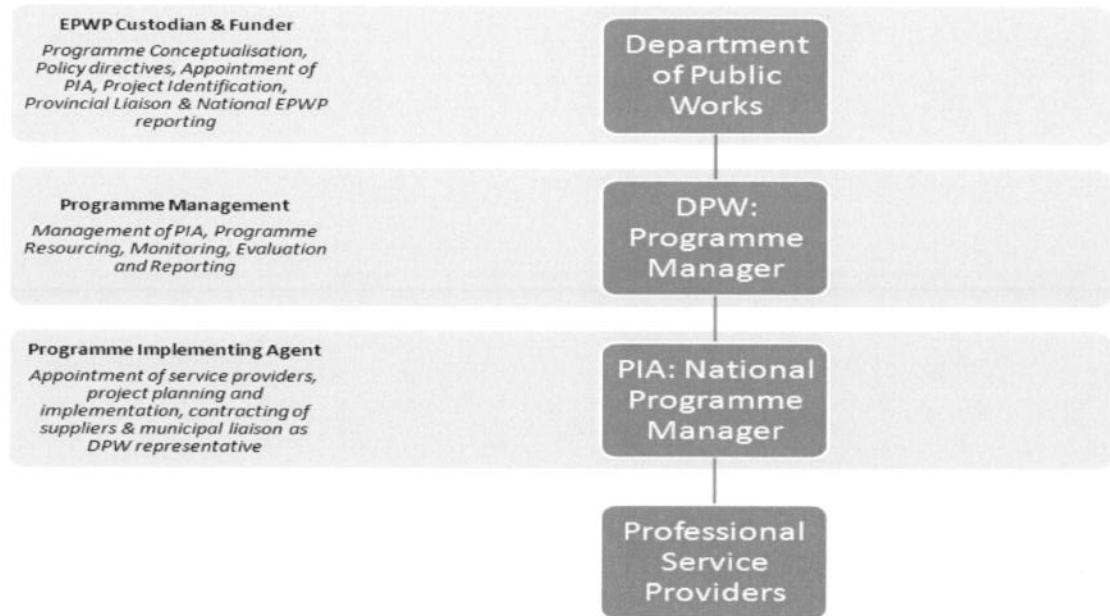 EPWP Custodian & Funder
Programme Conceptualisation,
Policy directives, Appointment of
PIA, Project Identification,
Provincial Liaison & National EPWP
reporting
Department
of Public
Works
Programme Management
Management of PIA, Programme
Resourcing, Monitoring, Evaluation
and Reporting
DPW:
Programme
Manager
Programme Implementing Agent
Appointment of service providers,
project planning and
implementation, contracting of
suppliers & municipal liaison as
DPW representative
PIA: National
Programme
Manager
Professional
Service
Providers